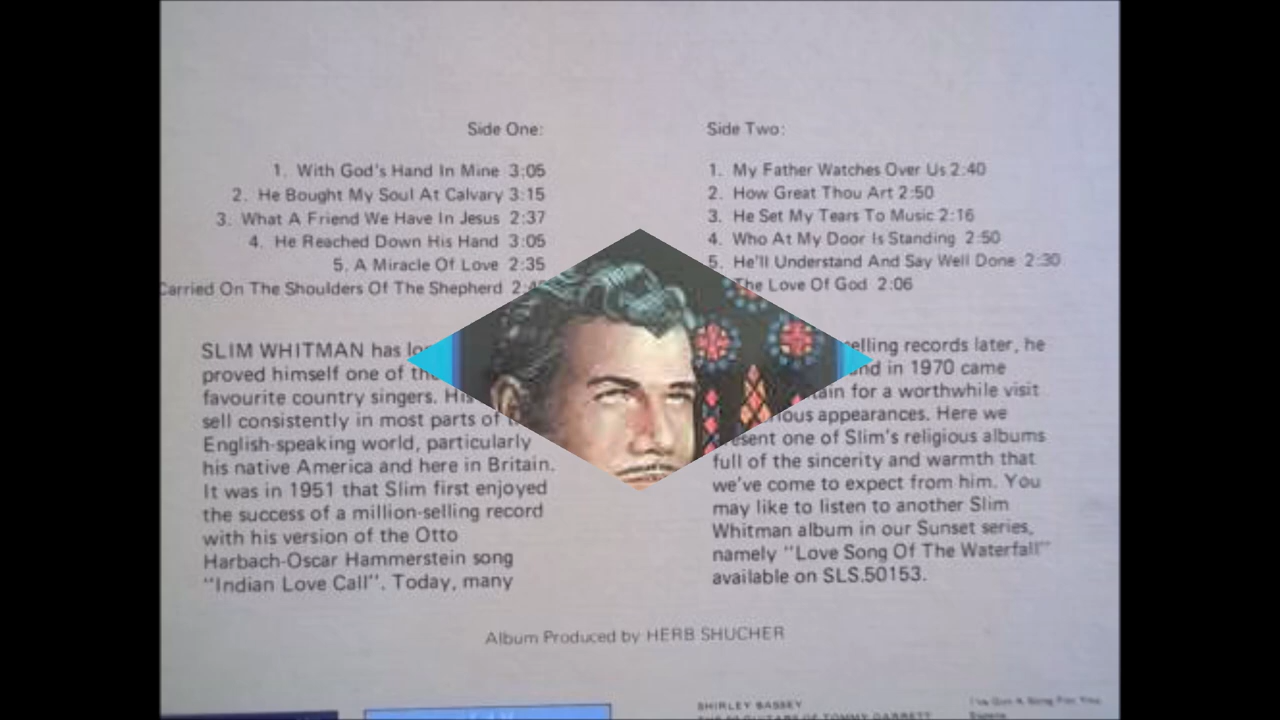 Side One:
1. With God's Hand In Mine 3:05
2. He Bought My Soul At Calvary 3:15
3. What A Friend We Have In Jesus 2:37
4. He Reached Down His Hand 3:05
5. A Miracle Of Love 2:35
Carried On The Shoulders Of The Shepherd
Side Two:
1. My Father Watches Over Us 2:40
2. How Great Thou Art 2:50
3. He Set My Tears To Music 2:16
4. Who At My Door Is Standing 2:50
5. He'll Understand And Say Well Done 2:30
The Love Of God 2:06
SLIM WHITMAN has
proved himself one of
favourite country singers. His
sell consistently in most parts of
English-speaking world, particularly
his native America and here in Britain.
It was in 1951 that Slim first enjoyed
the success of a million-selling record
with his version of the Otto
Harbach-Oscar Hammerstein song
"Indian Love Call". Today, many
records later, he
in 1970 came
for a worthwhile visit
appearances. Here we
one of Slim's religious albums
full of the sincerity and warmth that
we've come to expect from him. You
may like to listen to another Slim
Whitman album in our Sunset series,
namely "Love Song Of The Waterfall"
available on SLS.50153.
Album Produced by HERB SHUCHER
SHIRLEY BASSEY
I've Got A Song For You